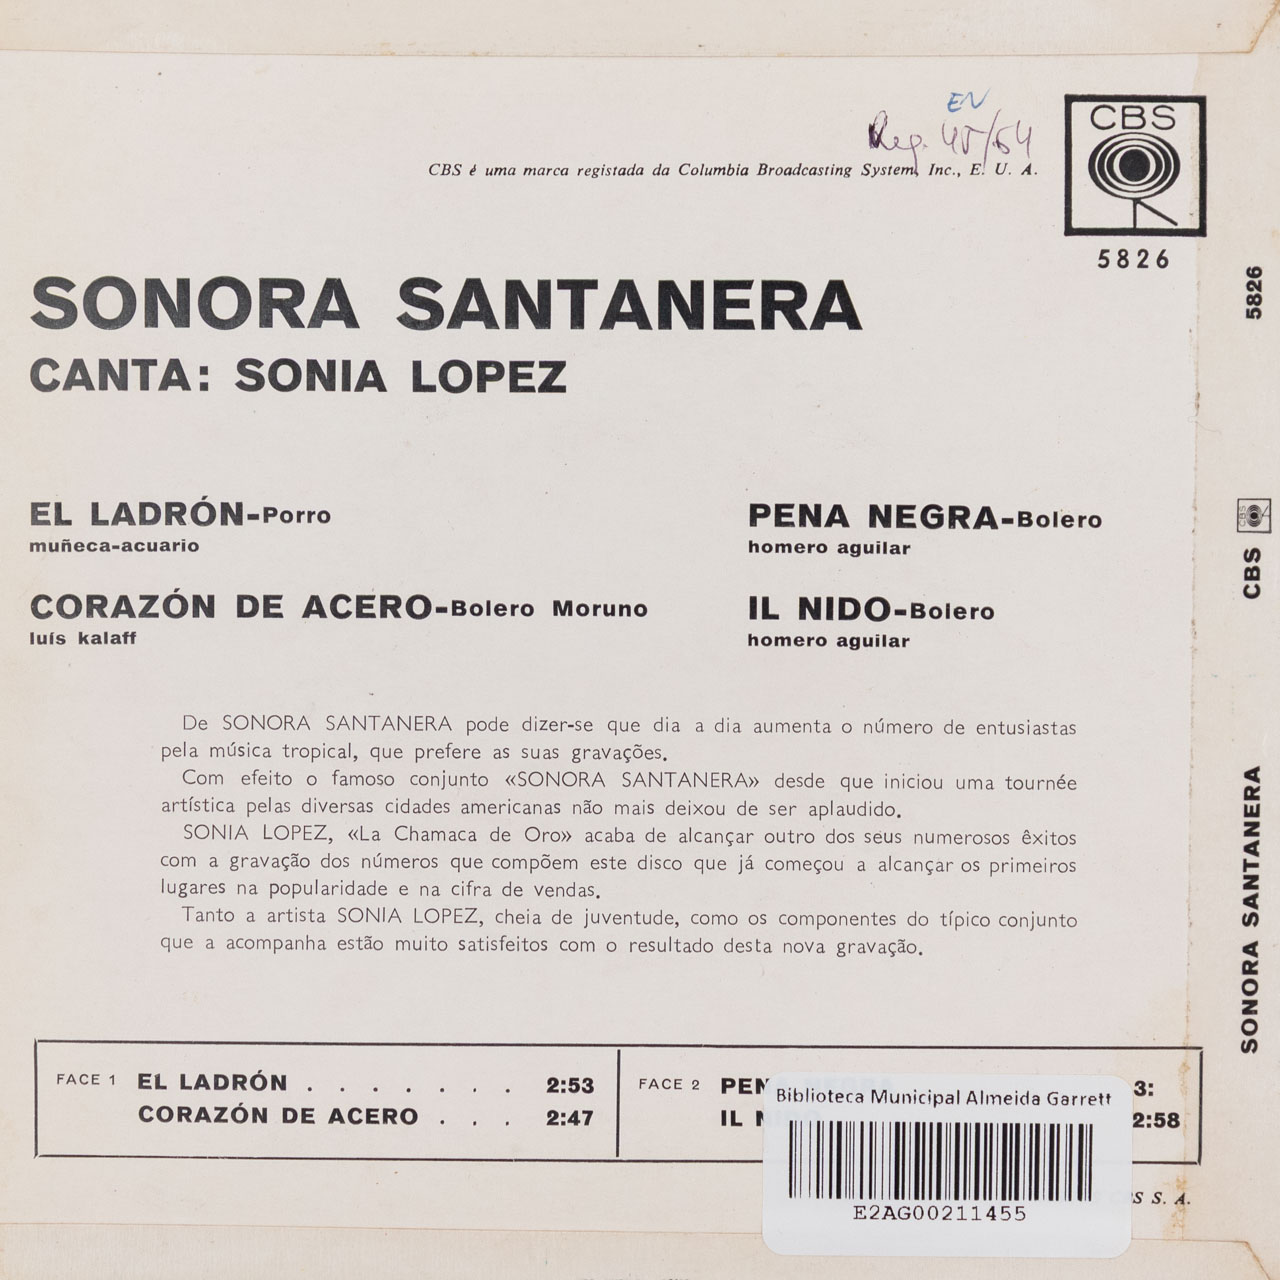 EN
Reg. 45/64
CBS
CBS é uma marca registada da Columbia Broadcasting System, Inc., E. U. A.
5826
SONORA SANTANERA
CANTA: SONIA LOPEZ
EL LADRÓN-Porro
muñeca-acuario
CORAZÓN DE ACERO-Bolero Moruno
luís kalaff
PENA NEGRA-Bolero
homero aguilar
IL NIDO-Bolero
homero aguilar
De SONORA SANTANERA pode dizer-se que dia a dia aumenta o número de entusiastas
pela música tropical, que prefere as suas gravações.
Com efeito o famoso conjunto «SONORA SANTANERA» desde que iniciou uma tournée
artística pelas diversas cidades americanas não mais deixou de ser aplaudido.
SONIA LOPEZ, «La Chamaca de Oro» acaba de alcançar outro dos seus numerosos êxitos
com a gravação dos números que compõem este disco que já começou a alcançar os primeiros
lugares na popularidade e na cifra de vendas.
Tanto a artista SONIA LOPEZ, cheia de juventude, como os componentes do típico conjunto
que a acompanha estão muito satisfeitos com o resultado desta nova gravação.
FACE 1 EL LADRÓN . . . . . . . 2:53
CORAZÓN DE ACERO . . . 2:47
FACE 2 PENA NEGRA 3:
IL NIDO 2:58
Biblioteca Municipal Almeida Garrett
E2AG00211455
S. A.
5826
CBS
CBS
SONORA SANTANERA